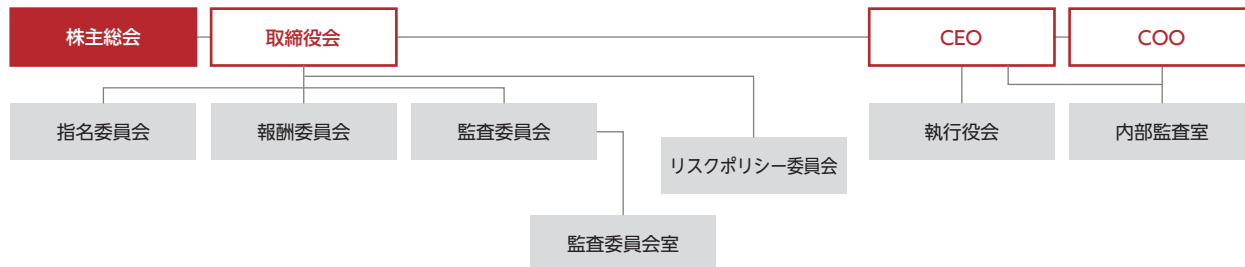 株主総会
取締役会
CEO
COO
指名委員会
報酬委員会
監査委員会
リスクポリシー委員会
執行役会
内部監査室
監査委員会室